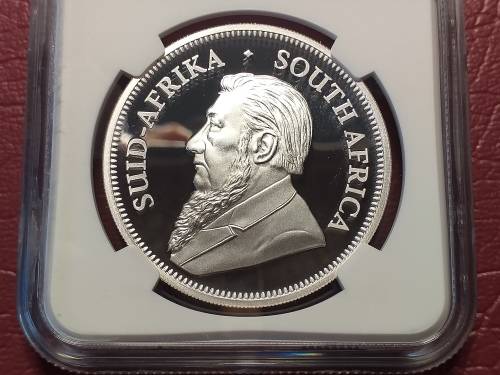 SUID-AFRIKA · SOUTH AFRICA